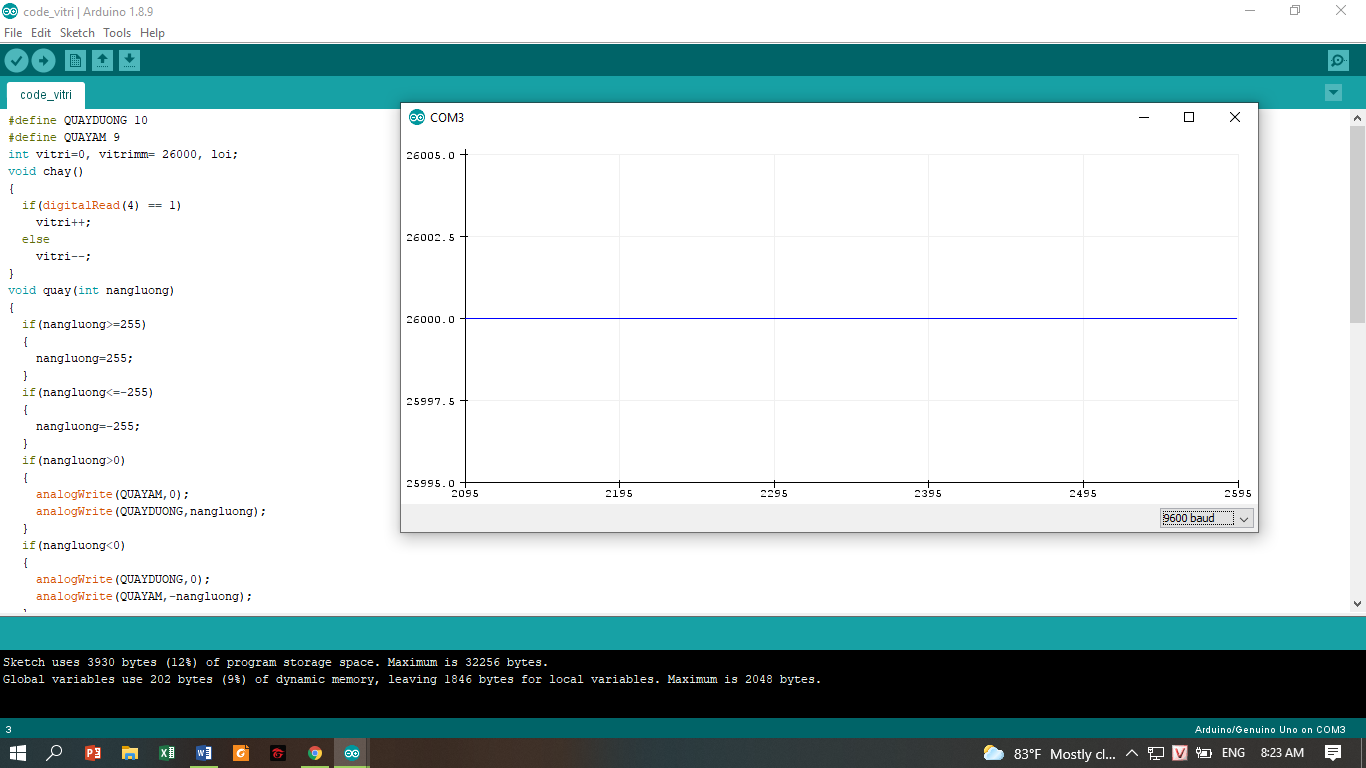 code_vitri | Arduino 1.8.9
File Edit Sketch Tools Help
code_vitri
#define QUAYDUONG 10
#define QUAYAM 9
int vitri=0, vitrimm= 26000, loi;
void chay()
{
if(digitalRead(4) == 1)
vitri++;
else
vitri--;
}
void quay(int nangluong)
{
if(nangluong>=255)
{
nangluong=255;
}
if(nangluong<=-255)
{
nangluong=-255;
}
if(nangluong>0)
{
analogWrite(QUAYAM,0);
analogWrite(QUAYDUONG,nangluong);
}
if(nangluong<0)
{
analogWrite(QUAYDUONG,0);
analogWrite(QUAYAM,-nangluong);
COM3
26005.0
26002.5
26000.0
25997.5
25995.0
2095 2195 2295 2395 2495 2595
9600 baud
Sketch uses 3930 bytes (12%) of program storage space. Maximum is 32256 bytes.
Global variables use 202 bytes (9%) of dynamic memory, leaving 1846 bytes for local variables. Maximum is 2048 bytes.
3 Arduino/Genuino Uno on COM3
83°F Mostly cl... ENG 8:23 AM